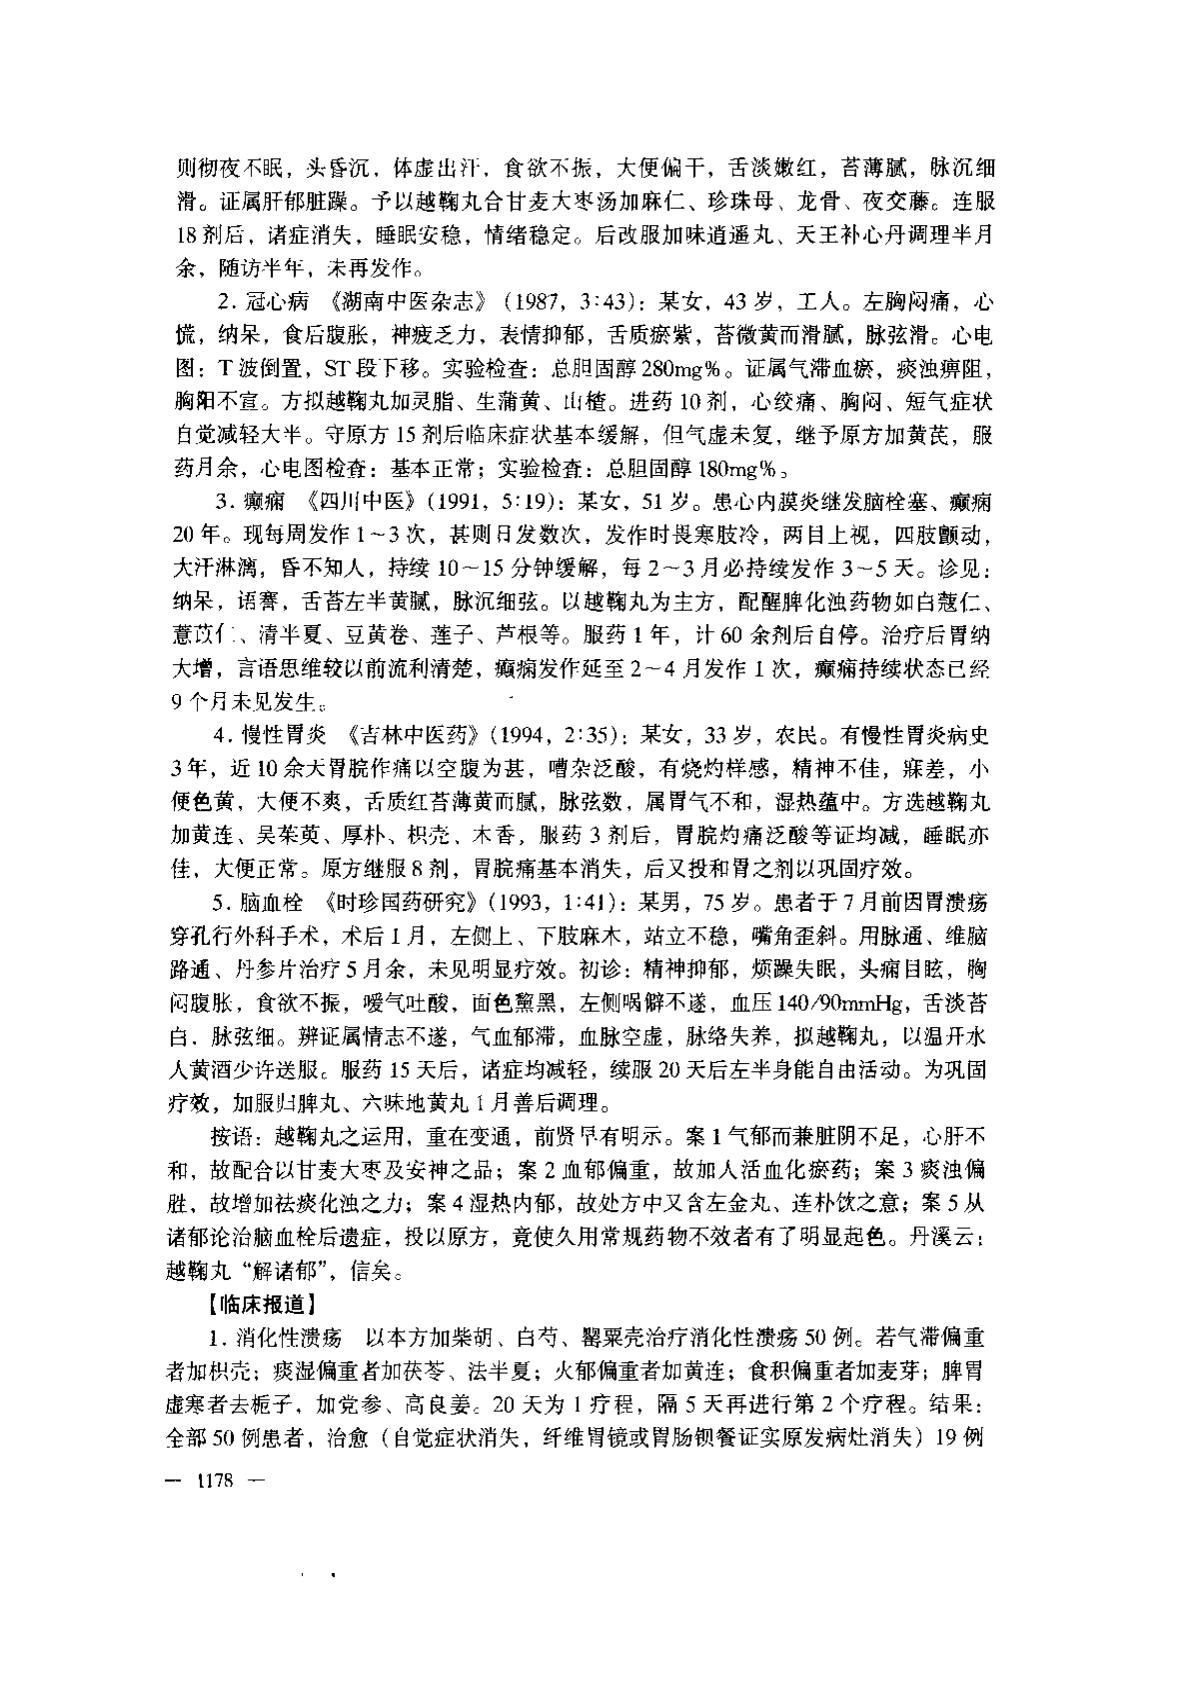 则彻夜不眠，头昏沉，体虚出汗，食欲不振，大便偏干，舌淡嫩红，苔薄腻，脉沉细
滑。证属肝郁脏躁。予以越鞠丸合甘麦大枣汤加麻仁、珍珠母、龙骨、夜交藤。连服
18剂后，诸症消失，睡眠安稳，情绪稳定。后改服加味逍遥丸、天王补心丹调理半月
余，随访半年，未再发作。
2．冠心病　《湖南中医杂志》（1987，3∶43）：某女，43岁，工人。左胸闷痛，心
慌，纳呆，食后腹胀，神疲乏力，表情抑郁，舌质瘀紫，苔微黄而滑腻，脉弦滑。心电
图：T波倒置，ST段下移。实验检查：总胆固醇280mg%。证属气滞血瘀，痰浊痹阻，
胸阳不宣。方拟越鞠丸加灵脂、生蒲黄、山楂。进药10剂，心绞痛、胸闷、短气症状
自觉减轻大半。守原方15剂后临床症状基本缓解，但气虚未复，继予原方加黄芪，服
药月余，心电图检查：基本正常；实验检查：总胆固醇180mg%。
3．癫痫　《四川中医》（1991，5∶19）：某女，51岁。患心内膜炎继发脑栓塞、癫痫
20年。现每周发作1～3次，甚则日发数次，发作时畏寒肢冷，两目上视，四肢颤动，
大汗淋漓，昏不知人，持续10～15分钟缓解，每2～3月必持续发作3～5天。诊见：
纳呆，语謇，舌苔左半黄腻，脉沉细弦。以越鞠丸为主方，配醒脾化浊药物如白蔻仁、
薏苡仁、清半夏、豆黄卷、莲子、芦根等。服药1年，计60余剂后自停。治疗后胃纳
大增，言语思维较以前流利清楚，癫痫发作延至2～4月发作1次，癫痫持续状态已经
9个月未见发生。
4．慢性胃炎　《吉林中医药》（1994，2∶35）：某女，33岁，农民。有慢性胃炎病史
3年，近10余天胃脘作痛以空腹为甚，嘈杂泛酸，有烧灼样感，精神不佳，寐差，小
便色黄，大便不爽，舌质红苔薄黄而腻，脉弦数，属胃气不和，湿热蕴中。方选越鞠丸
加黄连、吴茱萸、厚朴、枳壳、木香，服药3剂后，胃脘灼痛泛酸等证均减，睡眠亦
佳，大便正常。原方继服8剂，胃脘痛基本消失，后又投和胃之剂以巩固疗效。
5．脑血栓　《时珍国药研究》（1993，1∶41）：某男，75岁。患者于7月前因胃溃疡
穿孔行外科手术，术后1月，左侧上、下肢麻木，站立不稳，嘴角歪斜。用脉通、维脑
路通、丹参片治疗5月余，未见明显疗效。初诊：精神抑郁，烦躁失眠，头痛目眩，胸
闷腹胀，食欲不振，嗳气吐酸，面色黧黑，左侧㖞僻不遂，血压140/90mmHg，舌淡苔
白，脉弦细。辨证属情志不遂，气血郁滞，血脉空虚，脉络失养，拟越鞠丸，以温开水
人黄酒少许送服。服药15天后，诸症均减轻，续服20天后左半身能自由活动。为巩固
疗效，加服归脾丸、六味地黄丸1月善后调理。
按语：越鞠丸之运用，重在变通，前贤早有明示。案1气郁而兼脏阴不足，心肝不
和，故配合以甘麦大枣及安神之品；案2血郁偏重，故加人活血化瘀药；案3痰浊偏
胜，故增加祛痰化浊之力；案4湿热内郁，故处方中又含左金丸、连朴饮之意；案5从
诸郁论治脑血栓后遗症，投以原方，竟使久用常规药物不效者有了明显起色。丹溪云：
越鞠丸“解诸郁”，信矣。
【临床报道】
1．消化性溃疡　以本方加柴胡、白芍、罂粟壳治疗消化性溃疡50例。若气滞偏重
者加枳壳；痰湿偏重者加茯苓、法半夏；火郁偏重者加黄连；食积偏重者加麦芽；脾胃
虚寒者去栀子，加党参、高良姜。20天为1疗程，隔5天再进行第2个疗程。结果：
全部50例患者，治愈（自觉症状消失，纤维胃镜或胃肠钡餐证实原发病灶消失）19例
— 1178 —